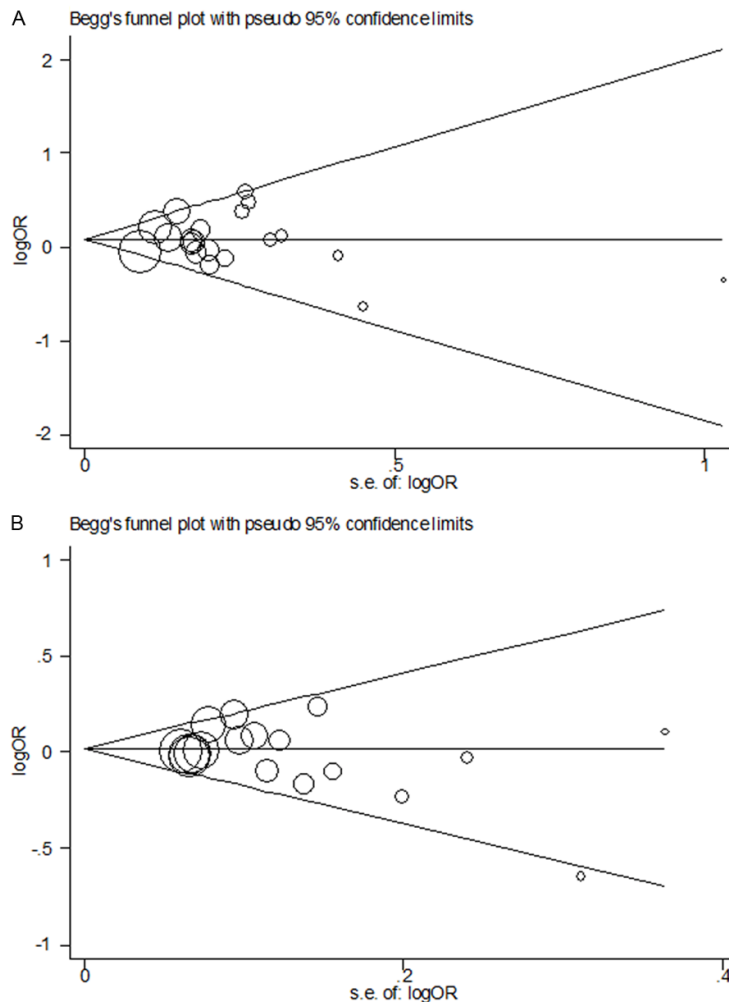 A
Begg's funnel plot with pseudo 95% confidence limits
2
1
0
-1
-2
logOR
0
.5
1
s.e. of: logOR
B
Begg's funnel plot with pseudo 95% confidence limits
1
.5
0
-.5
-1
logOR
0
.2
.4
s.e. of: logOR